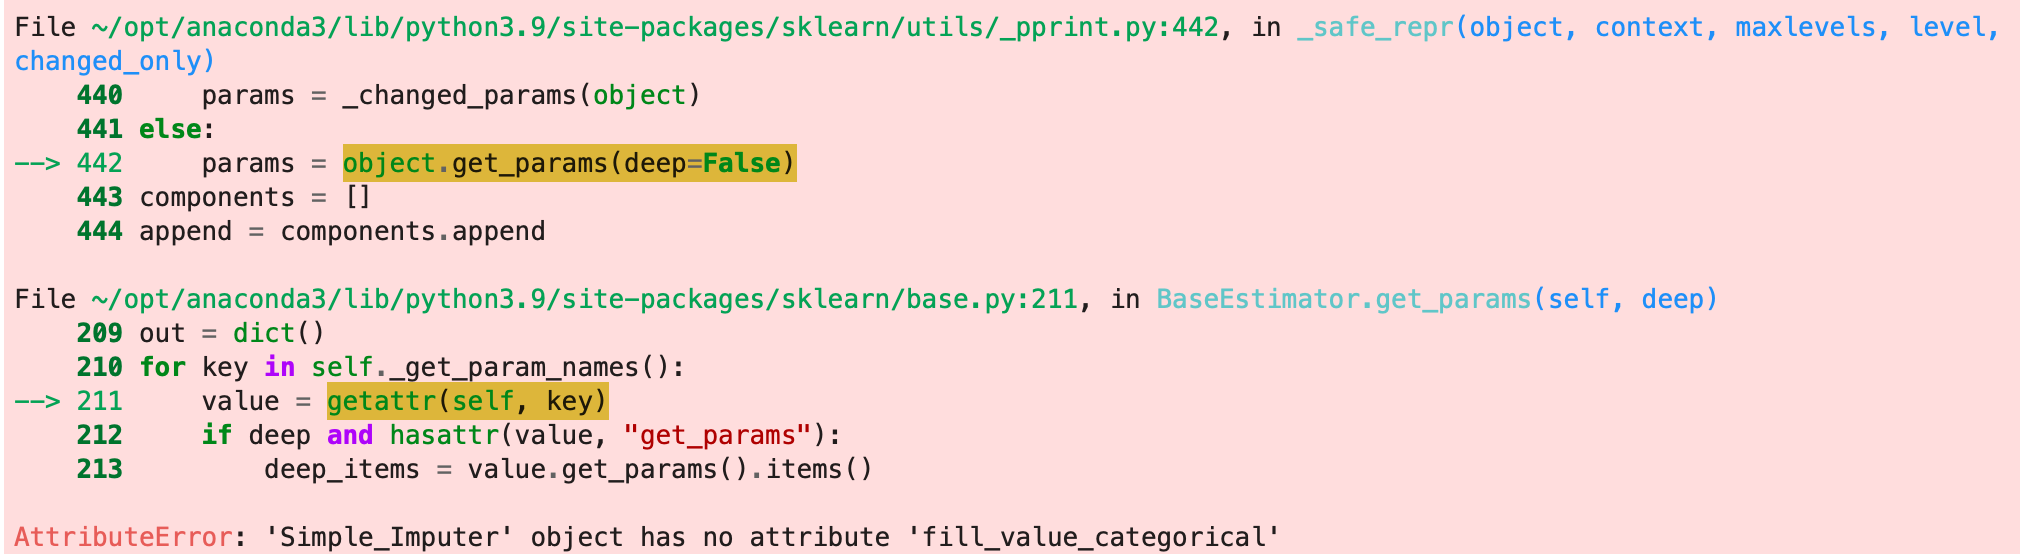 File ~/opt/anaconda3/lib/python3.9/site-packages/sklearn/utils/_pprint.py:442, in _safe_repr(object, context, maxlevels, level,
changed_only)
    440     params = _changed_params(object)
    441 else:
--> 442     params = object.get_params(deep=False)
    443 components = []
    444 append = components.append
File ~/opt/anaconda3/lib/python3.9/site-packages/sklearn/base.py:211, in BaseEstimator.get_params(self, deep)
    209 out = dict()
    210 for key in self._get_param_names():
--> 211     value = getattr(self, key)
    212     if deep and hasattr(value, "get_params"):
    213         deep_items = value.get_params().items()
AttributeError: 'Simple_Imputer' object has no attribute 'fill_value_categorical'